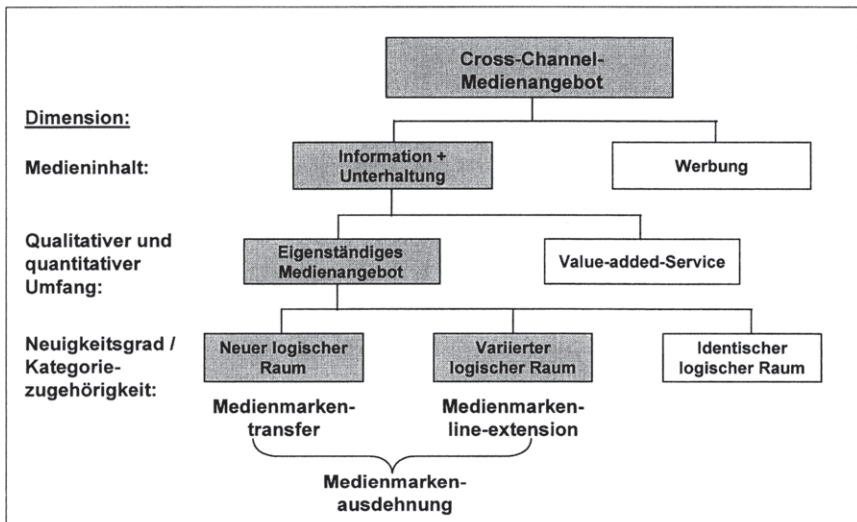 Cross-Channel-
Medienangebot
Dimension:
Medieninhalt:
Information +
Unterhaltung
Werbung
Qualitativer und
quantitativer
Umfang:
Eigenständiges
Medienangebot
Value-added-Service
Neuigkeitsgrad /
Kategorie-
zugehörigkeit:
Neuer logischer
Raum
Variierter
logischer Raum
Identischer
logischer Raum
Medienmarken-
transfer
Medienmarken-
line-extension
Medienmarken-
ausdehnung